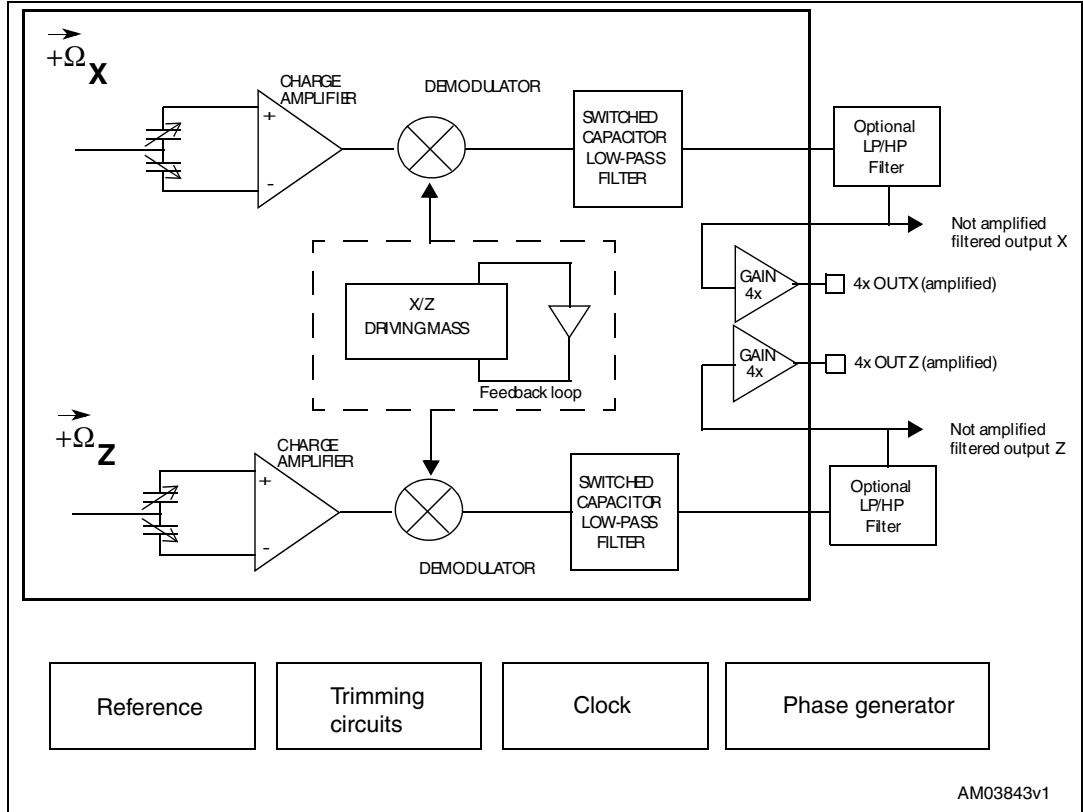 +Ω X
CHARGE
AMPLIFIER
+
-
DEMODULATOR
SWITCHED
CAPACITOR
LOW-PASS
FILTER
Optional
LP/HP
Filter
Not amplified
filtered output X
GAIN
4x
4x OUTX (amplified)
X/Z
DRIVING MASS
Feedback loop
GAIN
4x
4x OUTZ (amplified)
Not amplified
filtered output Z
+Ω Z
CHARGE
AMPLIFIER
+
-
DEMODULATOR
SWITCHED
CAPACITOR
LOW-PASS
FILTER
Optional
LP/HP
Filter
Reference
Trimming
circuits
Clock
Phase generator
AM03843v1